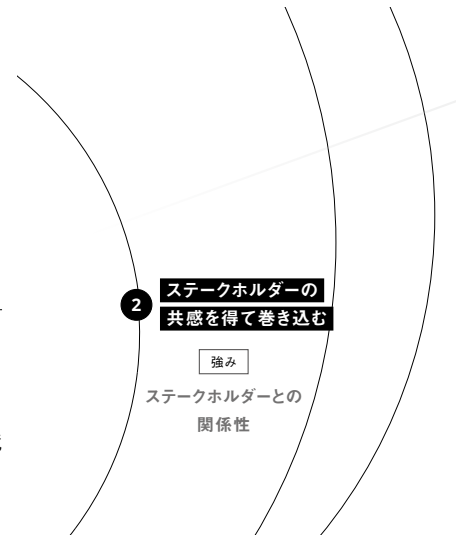 2
ステークホルダーの
共感を得て巻き込む
強み
ステークホルダーとの
関係性